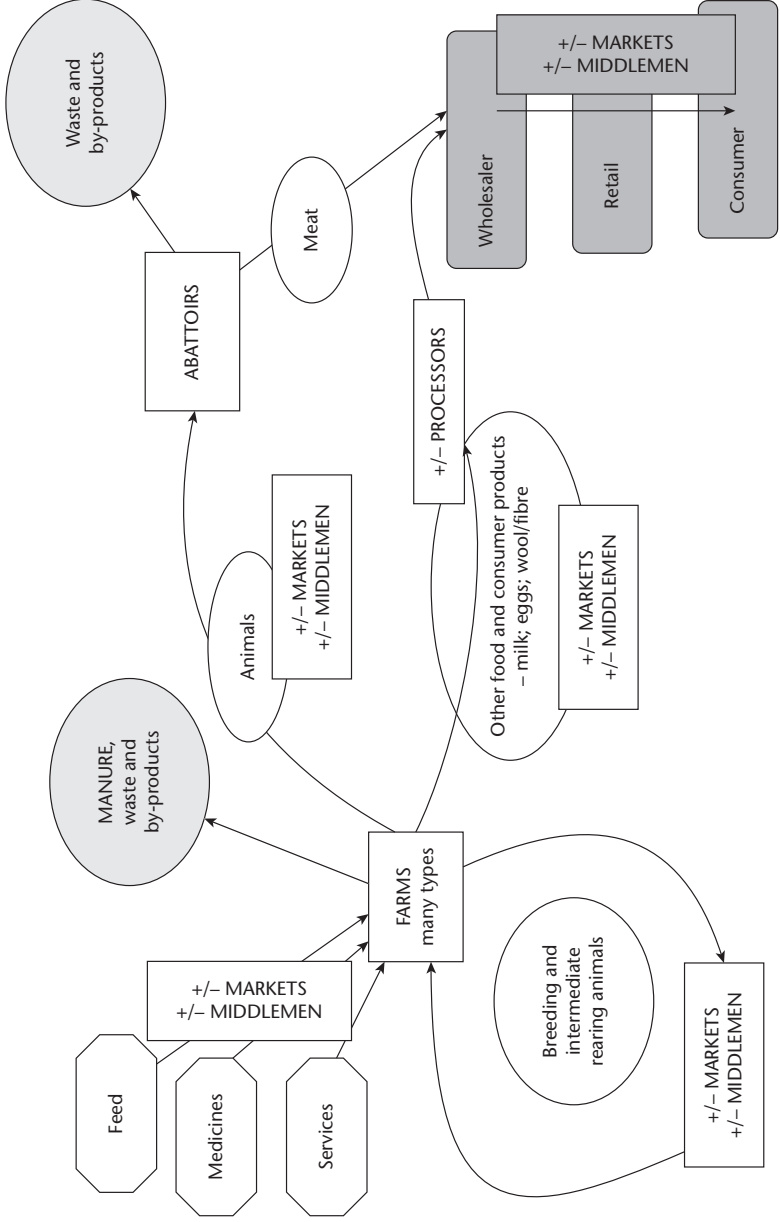 Feed
Medicines
Services
+/– MARKETS
+/– MIDDLEMEN
FARMS
many types
MANURE,
waste and
by-products
Breeding and
intermediate
rearing animals
+/– MARKETS
+/– MIDDLEMEN
Animals
+/– MARKETS
+/– MIDDLEMEN
Other food and consumer products
– milk; eggs; wool/fibre
+/– MARKETS
+/– MIDDLEMEN
+/– PROCESSORS
ABATTOIRS
Waste and
by-products
Meat
Wholesaler
Retail
Consumer
+/– MARKETS
+/– MIDDLEMEN